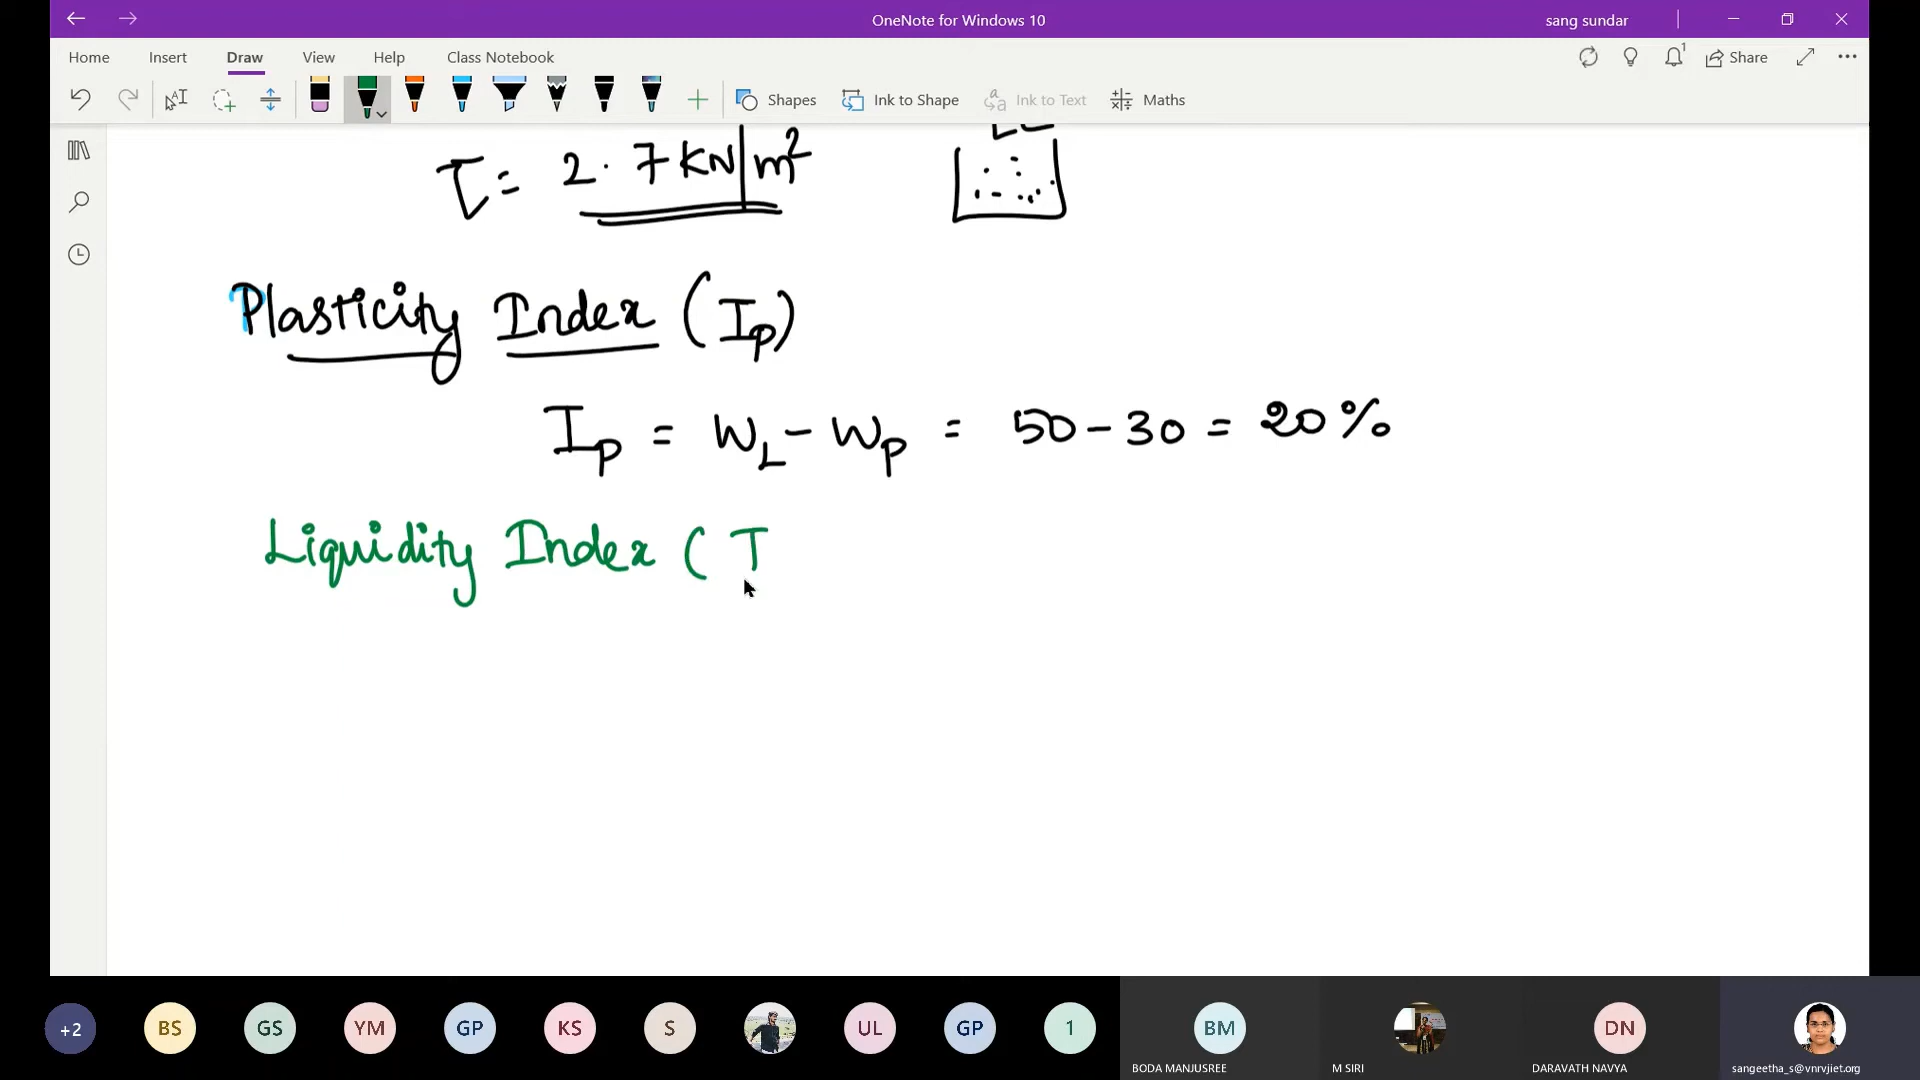 OneNote for Windows 10
sang sundar
Home Insert Draw View Help Class Notebook
1 Share
Shapes Ink to Shape Ink to Text Maths
τ = 2.7 KN/m²
Plasticity Index (Ip)
Ip = WL - Wp = 50 - 30 = 20%
Liquidity Index ( T
+2 BS GS YM GP KS S UL GP 1 BM DN
BODA MANJUSREE M SIRI DARAVATH NAVYA sangeetha_s@vnrvjiet.org